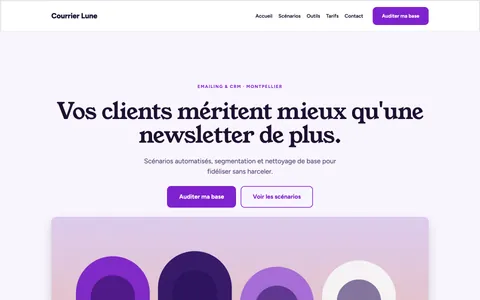 Courrier Lune
Accueil Scénarios Outils Tarifs Contact Auditer ma base
EMAILING & CRM · MONTPELLIER
Vos clients méritent mieux qu'une
newsletter de plus.
Scénarios automatisés, segmentation et nettoyage de base pour
fidéliser sans harceler.
Auditer ma base Voir les scénarios